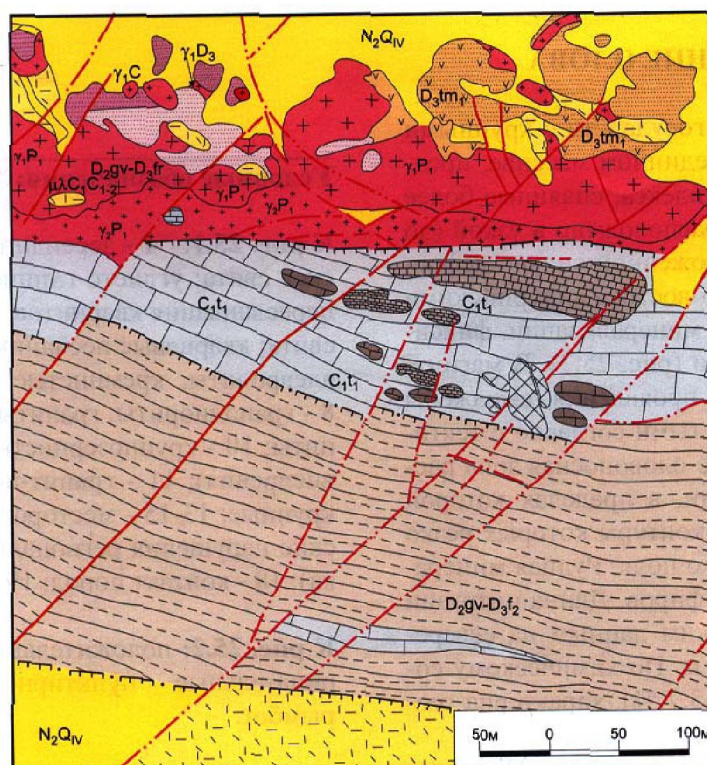 N₂Q_IV
γ₁D₃
γ₁C
D₃tm₁
D₃tm₁
γ₁P₁
D₂gv-D₃fr
γ₁P₁
μλC₁C₁₋₂
γ₁P
γ₂P₁
γ₂P₁
C₁t₁
C₁t₁
C₁t₁
D₂gv-D₃f₂
N₂Q_IV
50м 0 50 100м